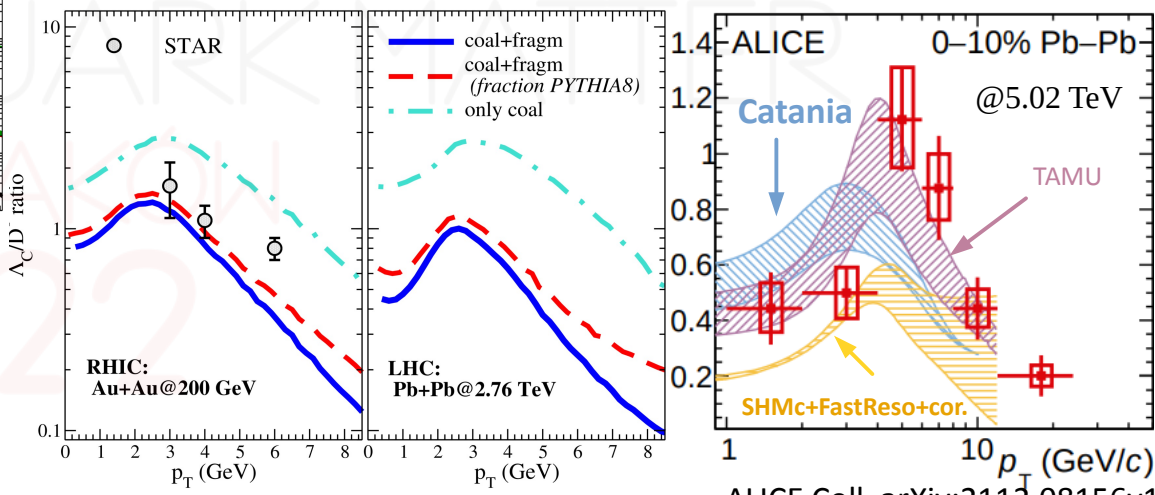 STAR
Λc/D⁻ ratio
10
1
0.1
RHIC:
Au+Au@200 GeV
0 1 2 3 4 5 6 7 8
pT (GeV)
coal+fragm
coal+fragm
(fraction PYTHIA8)
only coal
LHC:
Pb+Pb@2.76 TeV
0 1 2 3 4 5 6 7 8
pT (GeV)
ALICE
0–10% Pb–Pb
@5.02 TeV
Catania
TAMU
SHMc+FastReso+cor.
1.4
1.2
1
0.8
0.6
0.4
0.2
1 10
pT (GeV/c)